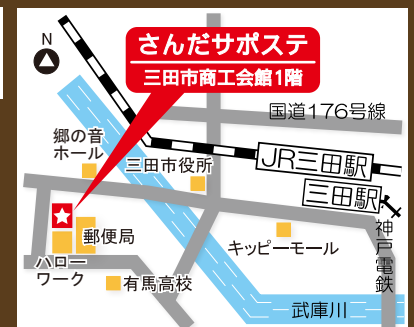 さんだサポステ
三田市商工会館1階
N
国道176号線
郷の音
ホール
三田市役所
JR三田駅
三田駅
神戸電鉄
郵便局
キッピーモール
ハロー
ワーク
有馬高校
武庫川